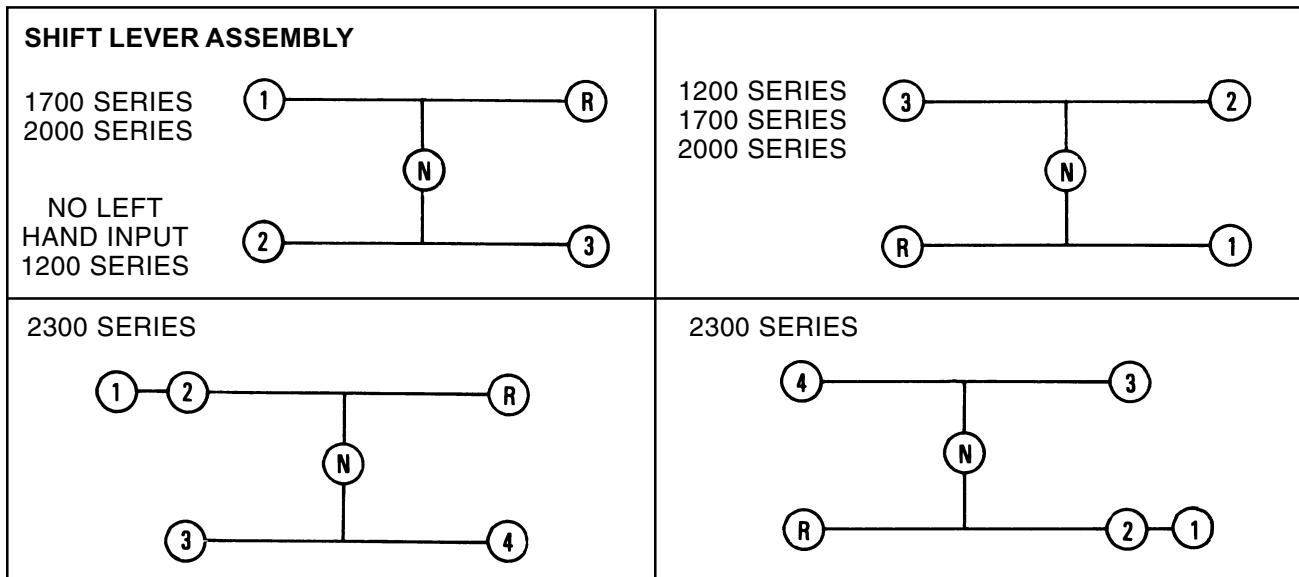 SHIFT LEVER ASSEMBLY
1700 SERIES
2000 SERIES
1 R
N
NO LEFT
HAND INPUT
1200 SERIES
2 3
1200 SERIES
1700 SERIES
2000 SERIES
3 2
N
R 1
2300 SERIES
1 2 R
N
3 4
2300 SERIES
4 3
N
R 2 1